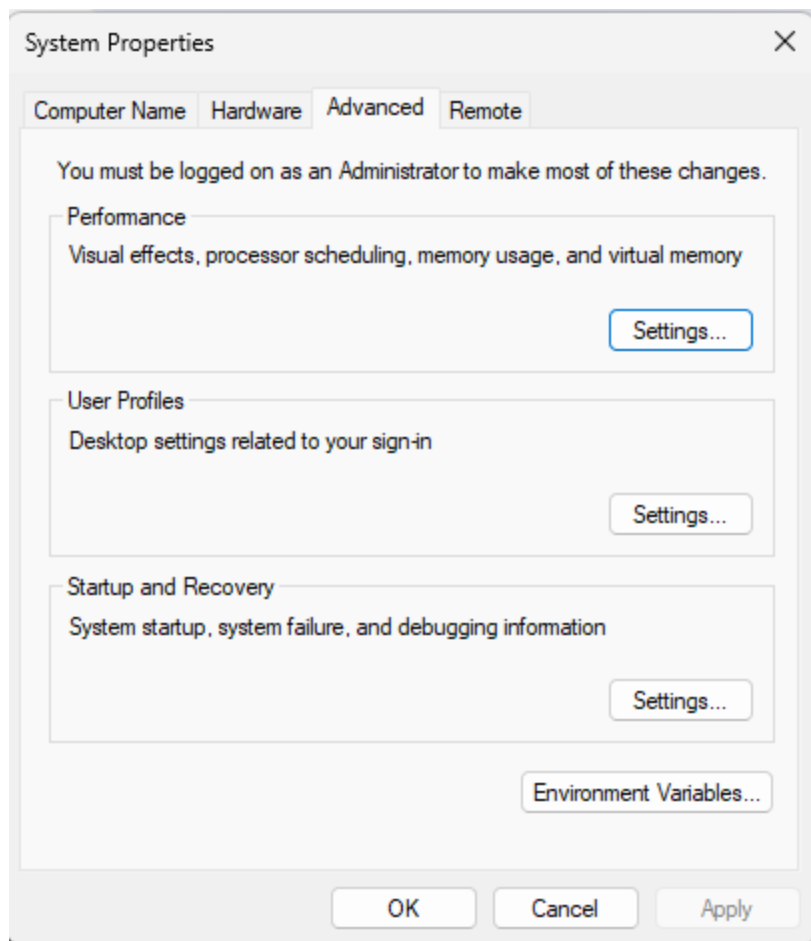 System Properties
Computer Name Hardware Advanced Remote
You must be logged on as an Administrator to make most of these changes.
Performance
Visual effects, processor scheduling, memory usage, and virtual memory
Settings...
User Profiles
Desktop settings related to your sign-in
Settings...
Startup and Recovery
System startup, system failure, and debugging information
Settings...
Environment Variables...
OK Cancel Apply